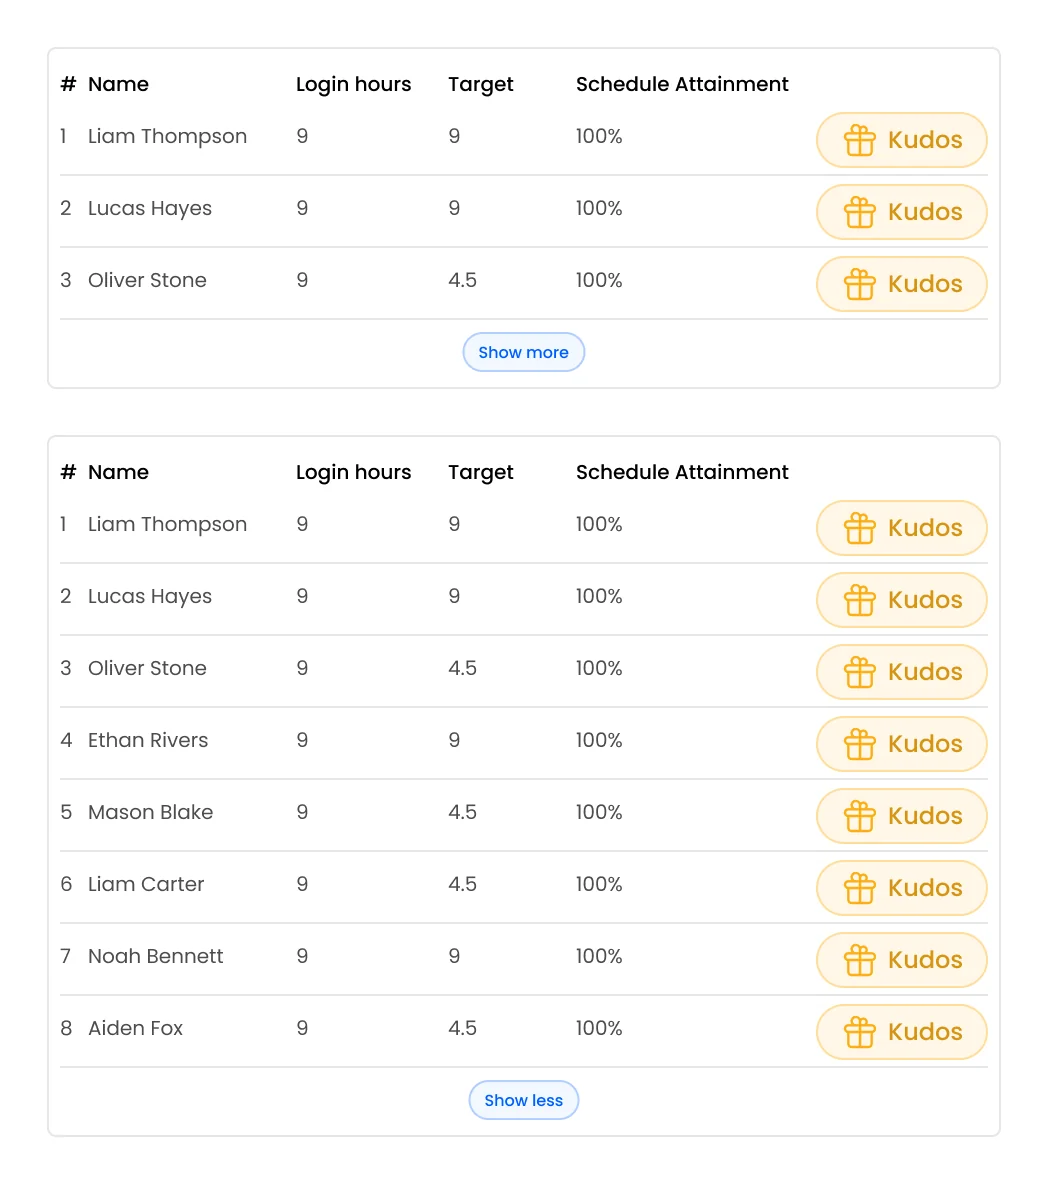 # Name Login hours Target Schedule Attainment
1 Liam Thompson 9 9 100% Kudos
2 Lucas Hayes 9 9 100% Kudos
3 Oliver Stone 9 4.5 100% Kudos
Show more
# Name Login hours Target Schedule Attainment
1 Liam Thompson 9 9 100% Kudos
2 Lucas Hayes 9 9 100% Kudos
3 Oliver Stone 9 4.5 100% Kudos
4 Ethan Rivers 9 9 100% Kudos
5 Mason Blake 9 4.5 100% Kudos
6 Liam Carter 9 4.5 100% Kudos
7 Noah Bennett 9 9 100% Kudos
8 Aiden Fox 9 4.5 100% Kudos
Show less